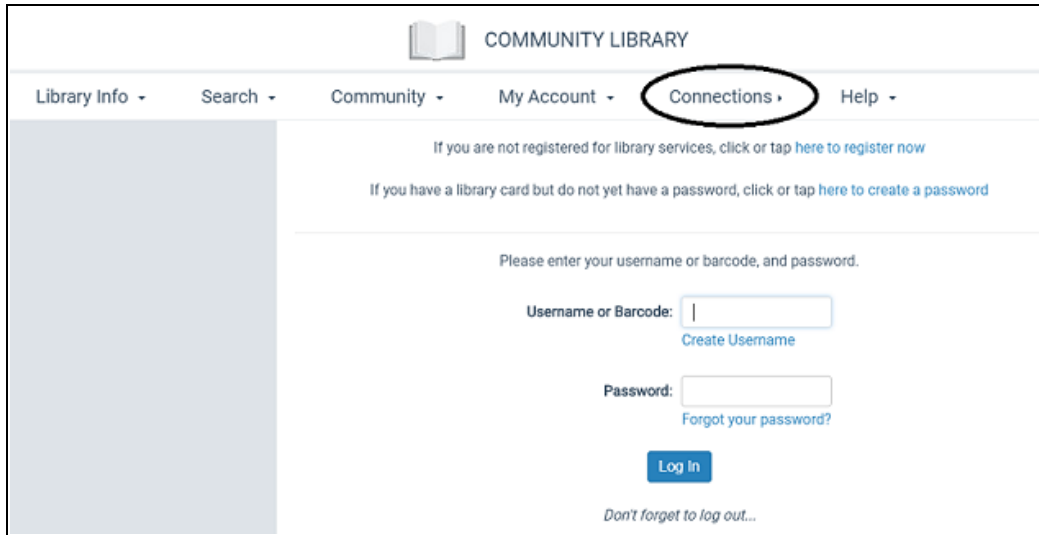 COMMUNITY LIBRARY
Library Info Search Community My Account Connections Help
If you are not registered for library services, click or tap here to register now
If you have a library card but do not yet have a password, click or tap here to create a password
Please enter your username or barcode, and password.
Username or Barcode:
Create Username
Password:
Forgot your password?
Log In
Don't forget to log out...